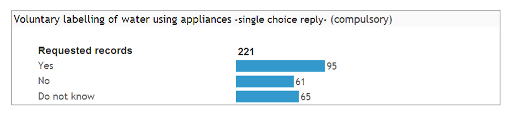 Voluntary labelling of water using appliances -single choice reply- (compulsory)
Requested records 221
Yes 95
No 61
Do not know 65